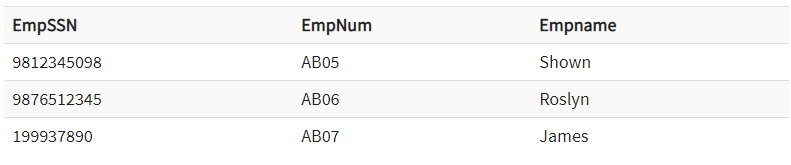 EmpSSN EmpNum Empname
9812345098 AB05 Shown
9876512345 AB06 Roslyn
199937890 AB07 James